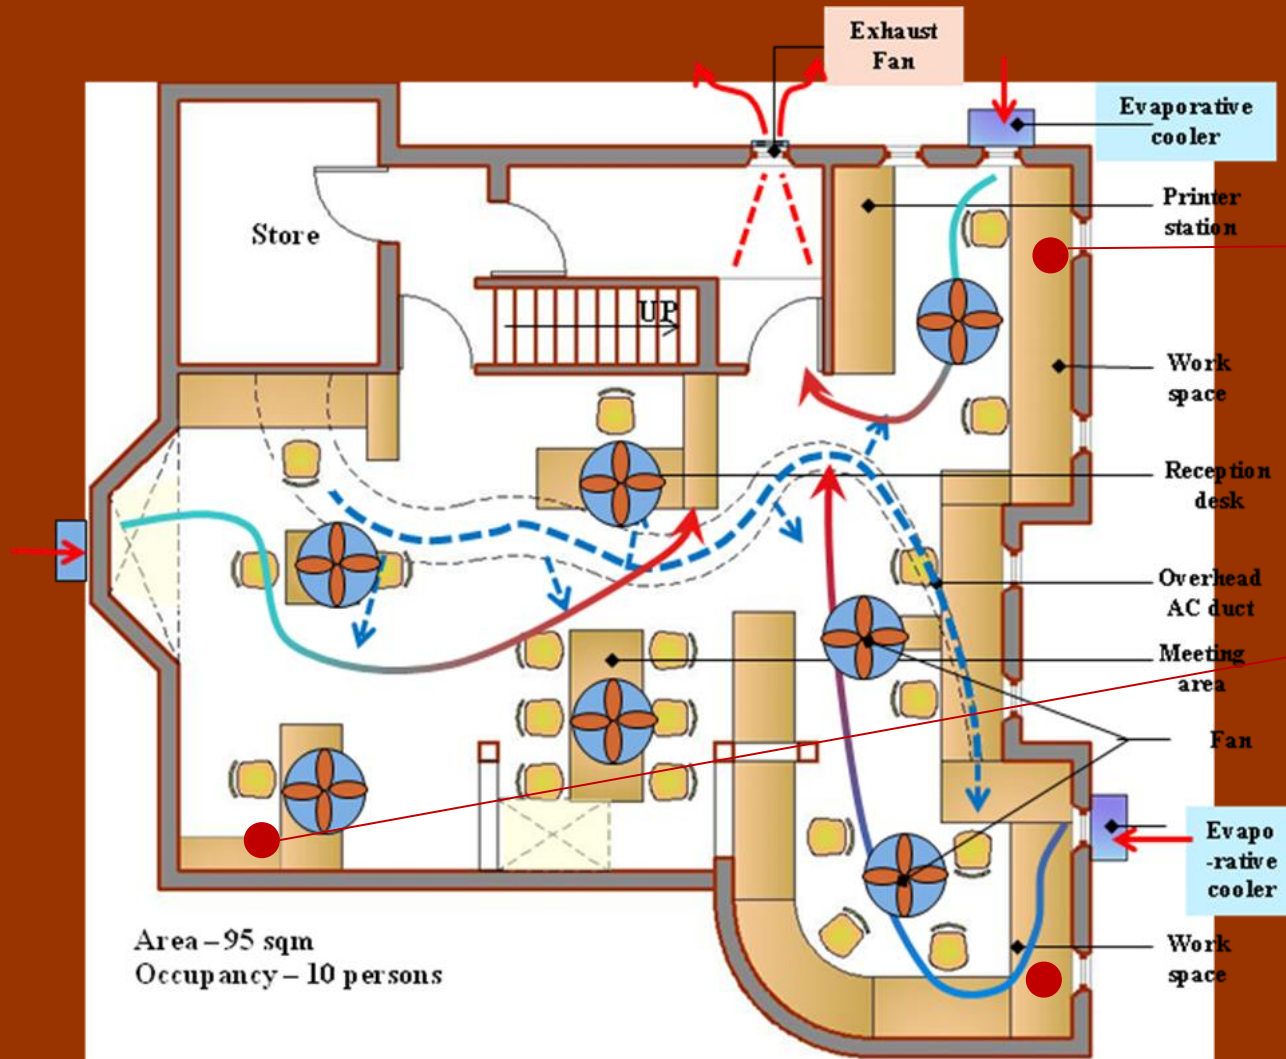 Exhaust
Fan
Evaporative
cooler
Printer
station
Store
UP
Work
space
Reception
desk
Overhead
AC duct
Meeting
area
Fan
Evapo
-rative
cooler
Area – 95 sqm
Occupancy – 10 persons
Work
space